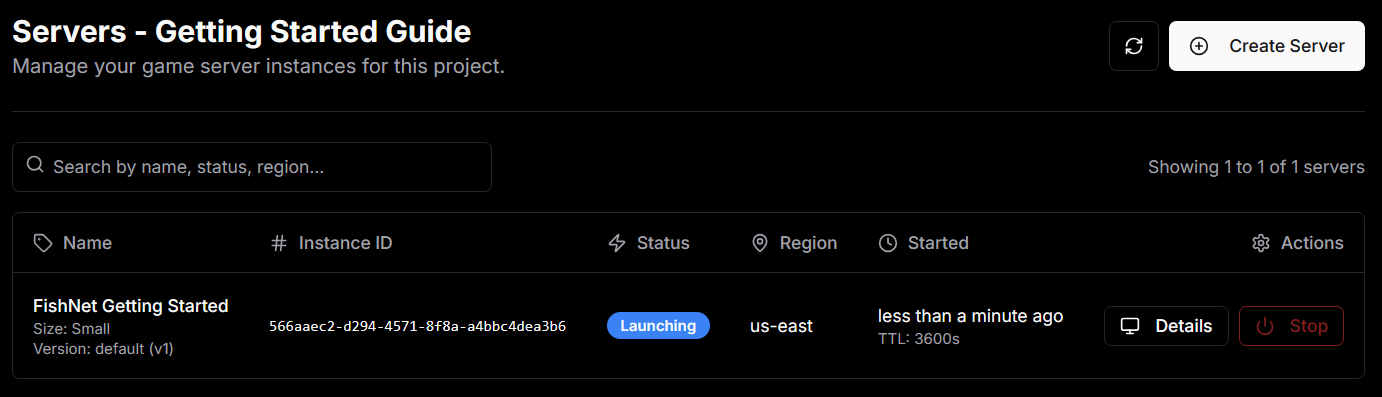 Servers - Getting Started Guide
Manage your game server instances for this project.
Create Server
Search by name, status, region...
Showing 1 to 1 of 1 servers
Name Instance ID Status Region Started Actions
FishNet Getting Started
Size: Small
Version: default (v1)
566aaec2-d294-4571-8f8a-a4bbc4dea3b6
Launching
us-east
less than a minute ago
TTL: 3600s
Details
Stop